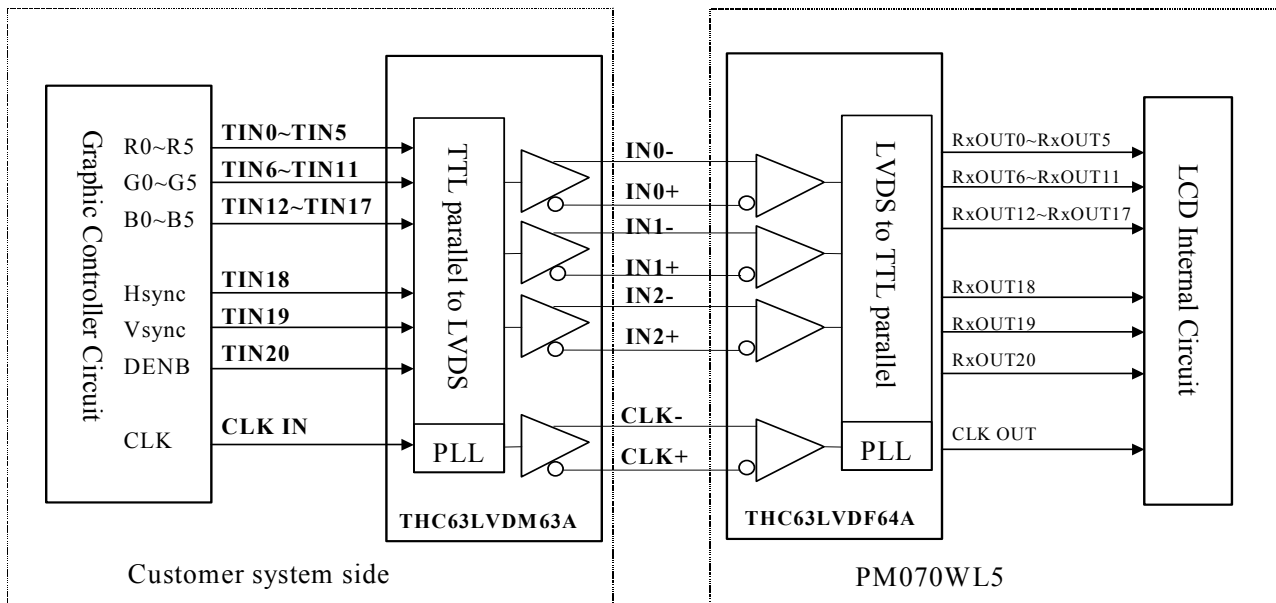 Graphic Controller Circuit
R0~R5
G0~G5
B0~B5
Hsync
Vsync
DENB
CLK
TIN0~TIN5
TIN6~TIN11
TIN12~TIN17
TIN18
TIN19
TIN20
CLK IN
TTL parallel to LVDS
PLL
THC63LVDM63A
Customer system side
IN0-
IN0+
IN1-
IN1+
IN2-
IN2+
CLK-
CLK+
LVDS to TTL parallel
PLL
THC63LVDF64A
RxOUT0~RxOUT5
RxOUT6~RxOUT11
RxOUT12~RxOUT17
RxOUT18
RxOUT19
RxOUT20
CLK OUT
LCD Internal Circuit
PM070WL5